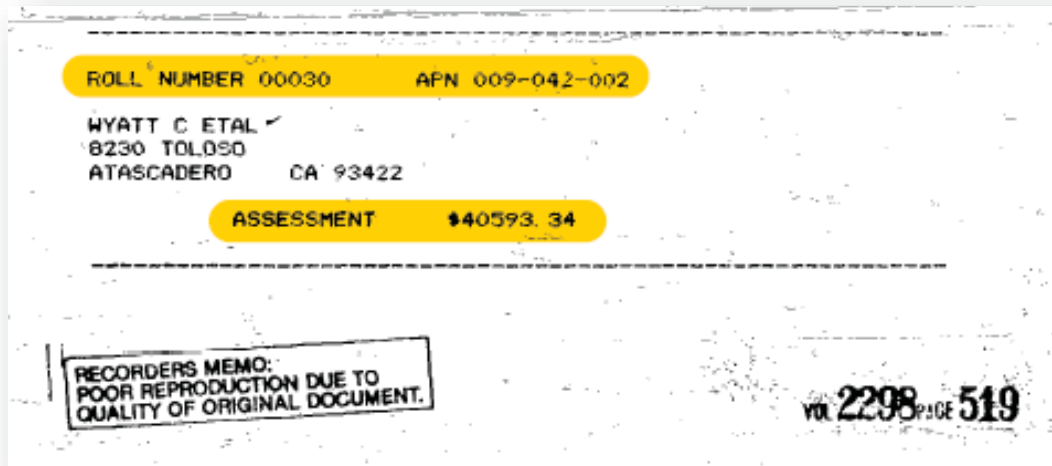 ROLL NUMBER 00030 APN 009-042-002
WYATT C ETAL
8230 TOLOSO
ATASCADERO CA 93422
ASSESSMENT $40593.34
RECORDERS MEMO:
POOR REPRODUCTION DUE TO
QUALITY OF ORIGINAL DOCUMENT.
VOL 2298 PAGE 519